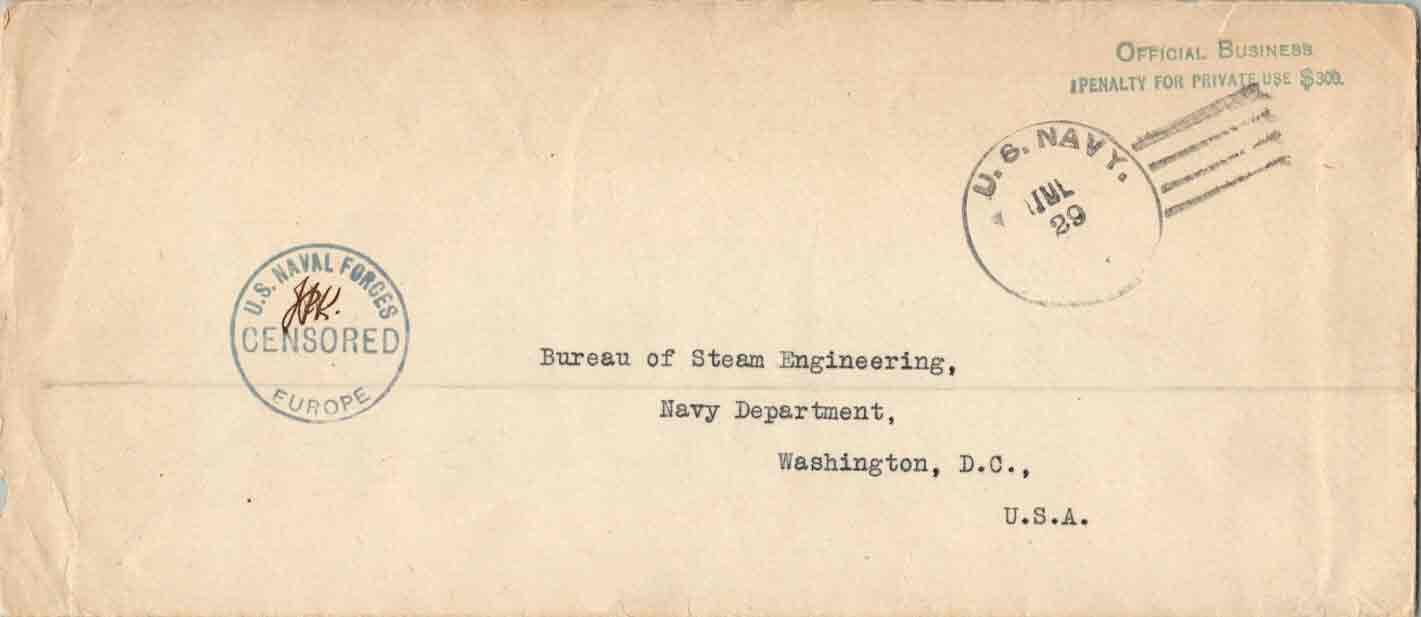 OFFICIAL BUSINESS
PENALTY FOR PRIVATE USE $300.
U. S. NAVY.
29
U.S. NAVAL FORCES
CENSORED
EUROPE
Bureau of Steam Engineering,
Navy Department,
Washington, D.C.,
U.S.A.